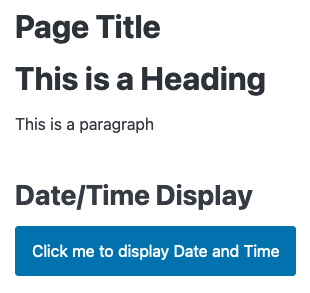 Page Title
This is a Heading
This is a paragraph
Date/Time Display
Click me to display Date and Time